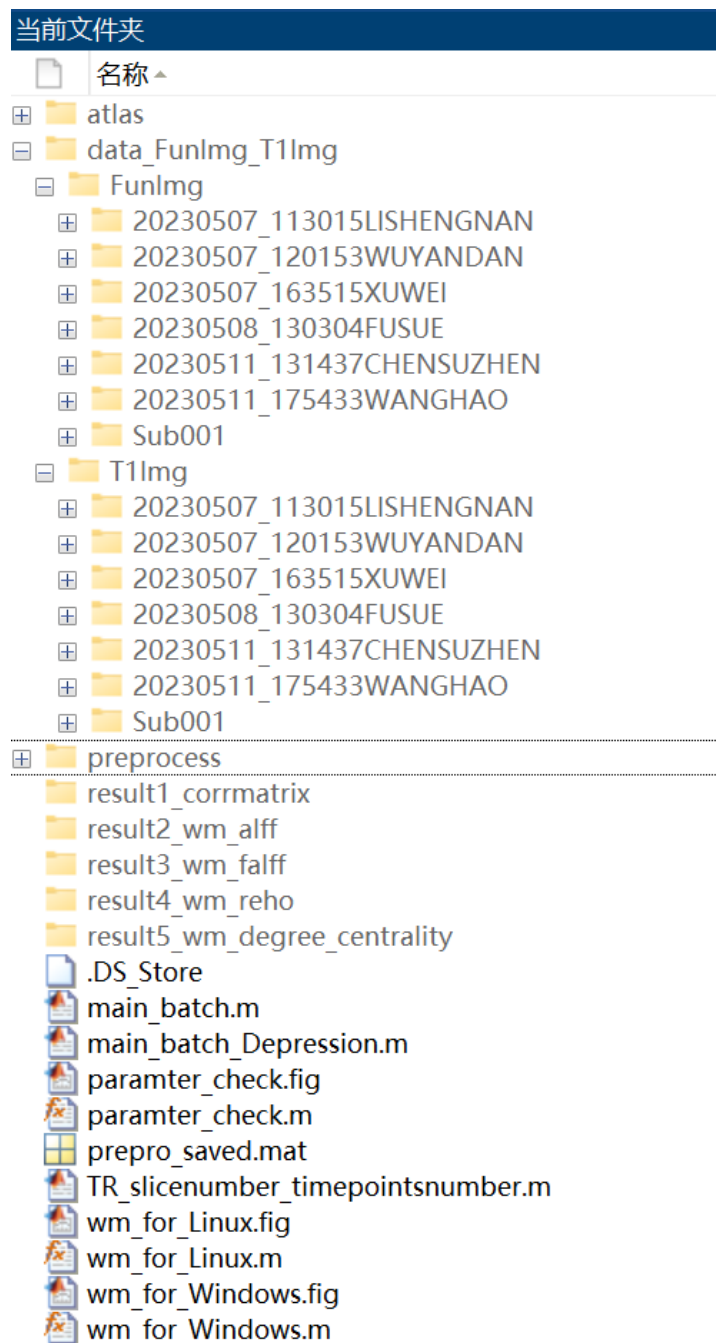 当前文件夹
名称
atlas
data_FunImg_T1Img
FunImg
20230507_113015LISHENGNAN
20230507_120153WUYANDAN
20230507_163515XUWEI
20230508_130304FUSUE
20230511_131437CHENSUZHEN
20230511_175433WANGHAO
Sub001
T1Img
20230507_113015LISHENGNAN
20230507_120153WUYANDAN
20230507_163515XUWEI
20230508_130304FUSUE
20230511_131437CHENSUZHEN
20230511_175433WANGHAO
Sub001
preprocess
result1_corrmatrix
result2_wm_alff
result3_wm_falff
result4_wm_reho
result5_wm_degree_centrality
.DS_Store
main_batch.m
main_batch_Depression.m
paramter_check.fig
paramter_check.m
prepro_saved.mat
TR_slicenumber_timepointsnumber.m
wm_for_Linux.fig
wm_for_Linux.m
wm_for_Windows.fig
wm_for_Windows.m